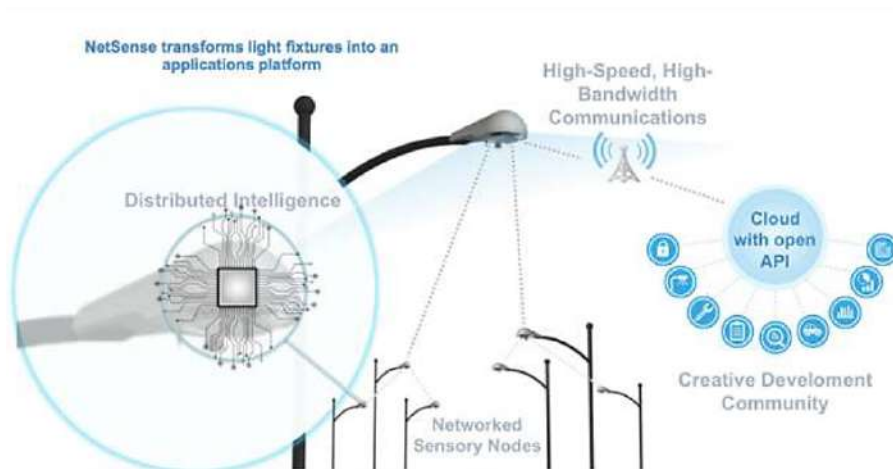 NetSense transforms light fixtures into an
applications platform
High-Speed, High-
Bandwidth
Communications
Distributed Intelligence
Cloud
with open
API
Creative Develoment
Community
Networked
Sensory Nodes